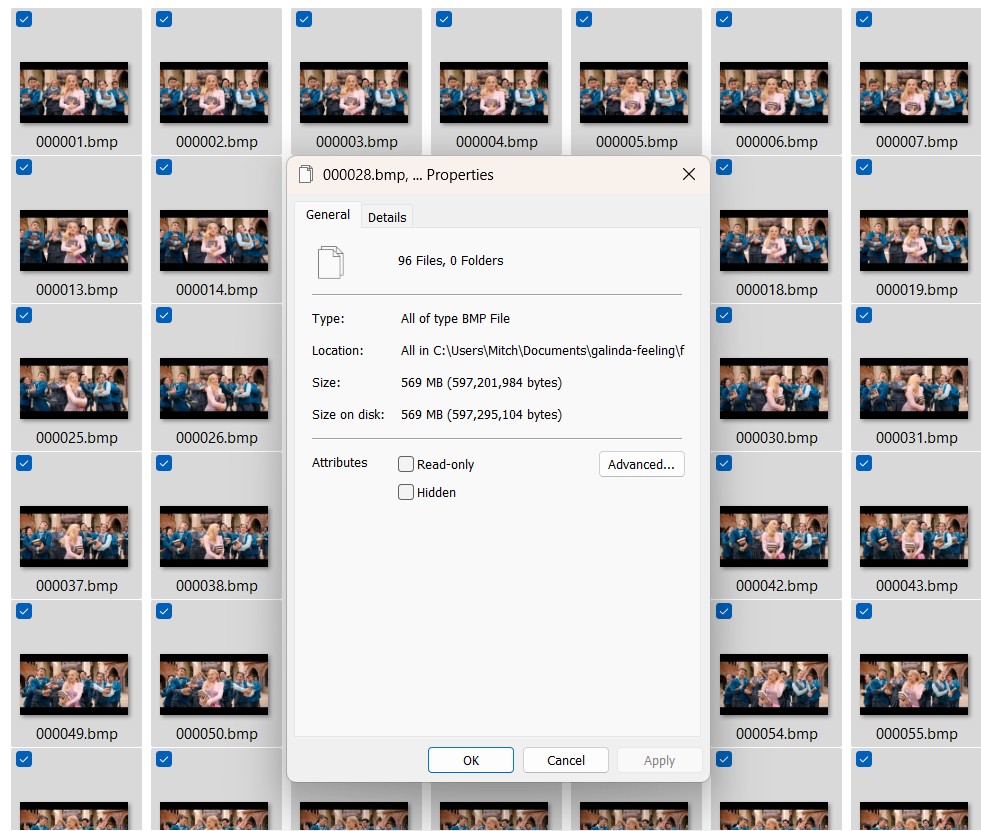 000001.bmp 000002.bmp 000003.bmp 000004.bmp 000005.bmp 000006.bmp 000007.bmp
000028.bmp, ... Properties
General Details
96 Files, 0 Folders
Type: All of type BMP File
Location: All in C:\Users\Mitch\Documents\galinda-feeling\f
Size: 569 MB (597,201,984 bytes)
Size on disk: 569 MB (597,295,104 bytes)
Attributes Read-only Advanced...
Hidden
OK Cancel Apply
000013.bmp 000014.bmp 000018.bmp 000019.bmp
000025.bmp 000026.bmp 000030.bmp 000031.bmp
000037.bmp 000038.bmp 000042.bmp 000043.bmp
000049.bmp 000050.bmp 000054.bmp 000055.bmp